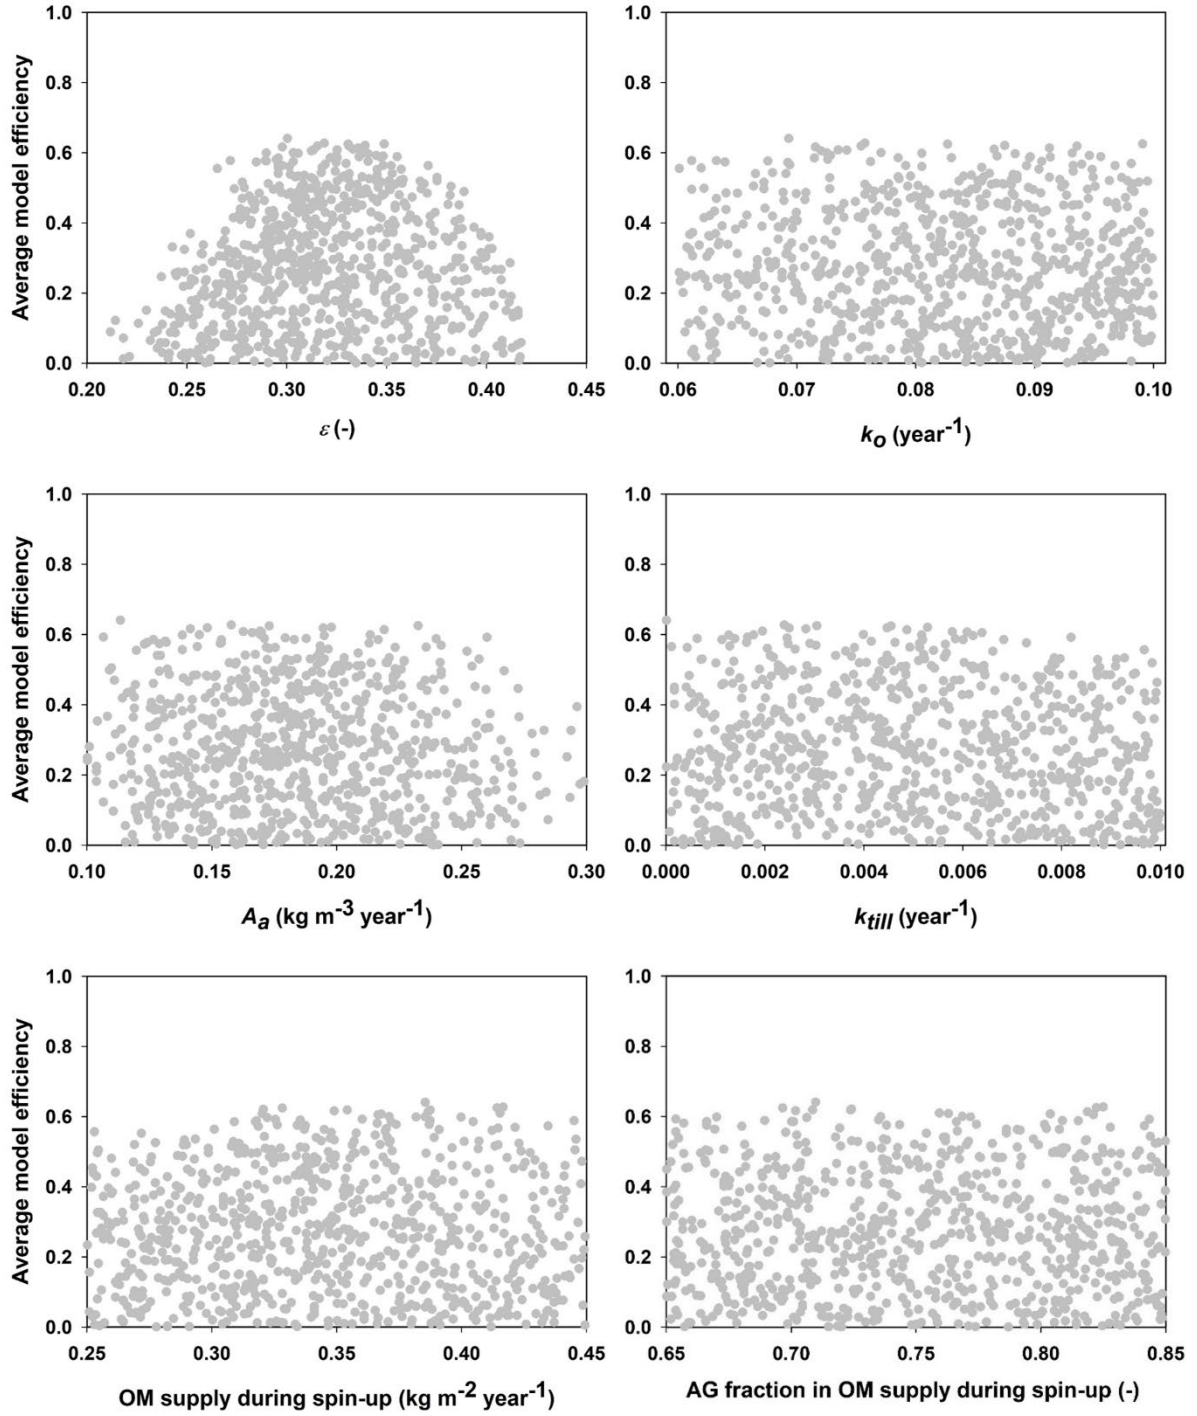 1.0
0.8
0.6
0.4
0.2
0.0
Average model efficiency
0.20 0.25 0.30 0.35 0.40 0.45
ε (-)
0.06 0.07 0.08 0.09 0.10
k_o (year⁻¹)
1.0
0.8
0.6
0.4
0.2
0.0
1.0
0.8
0.6
0.4
0.2
0.0
Average model efficiency
0.10 0.15 0.20 0.25 0.30
A_a (kg m⁻³ year⁻¹)
1.0
0.8
0.6
0.4
0.2
0.0
0.000 0.002 0.004 0.006 0.008 0.010
k_till (year⁻¹)
1.0
0.8
0.6
0.4
0.2
0.0
Average model efficiency
0.25 0.30 0.35 0.40 0.45
OM supply during spin-up (kg m⁻² year⁻¹)
1.0
0.8
0.6
0.4
0.2
0.0
0.65 0.70 0.75 0.80 0.85
AG fraction in OM supply during spin-up (-)